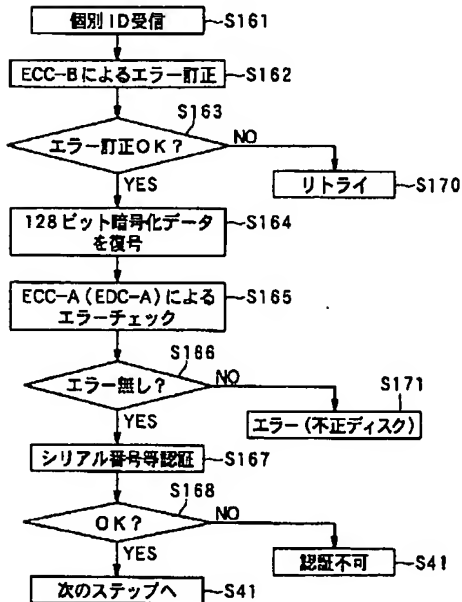 個別ID受信 S161
ECC-Bによるエラー訂正 S162
S163
エラー訂正OK? NO
YES
リトライ S170
128ビット暗号化データ
を復号 S164
ECC-A(EDC-A)による
エラーチェック S165
S166
エラー無し? NO
S171
YES
エラー(不正ディスク)
シリアル番号等認証 S167
S168
OK? NO
YES
認証不可 S41
次のステップへ S41